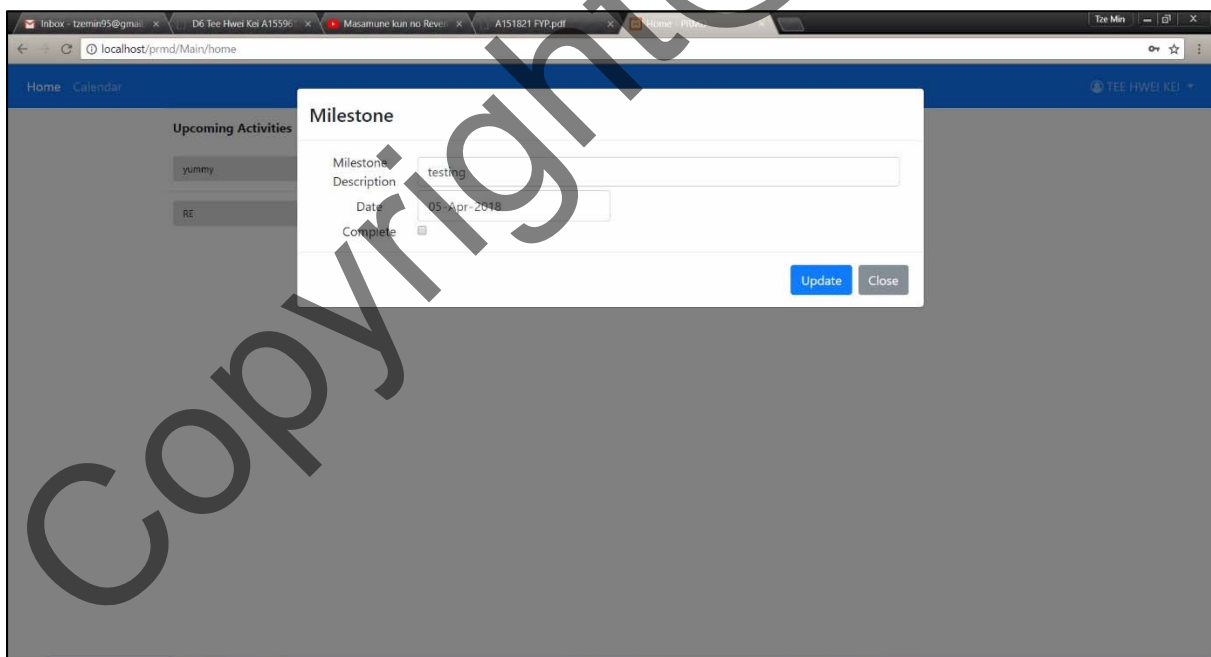 Inbox - tzemin95@gmail
D6 Tee Hwei Kei A15596
Masamune kun no Reven
A151821 FYP.pdf
Home - PRMD
Tze Min
localhost/prmd/Main/home
Home Calendar
TEE HWEI KEI
Milestone
Upcoming Activities
yummy
RE
Milestone
Description
testing
Date
05-Apr-2018
Complete
Update
Close
Copyright